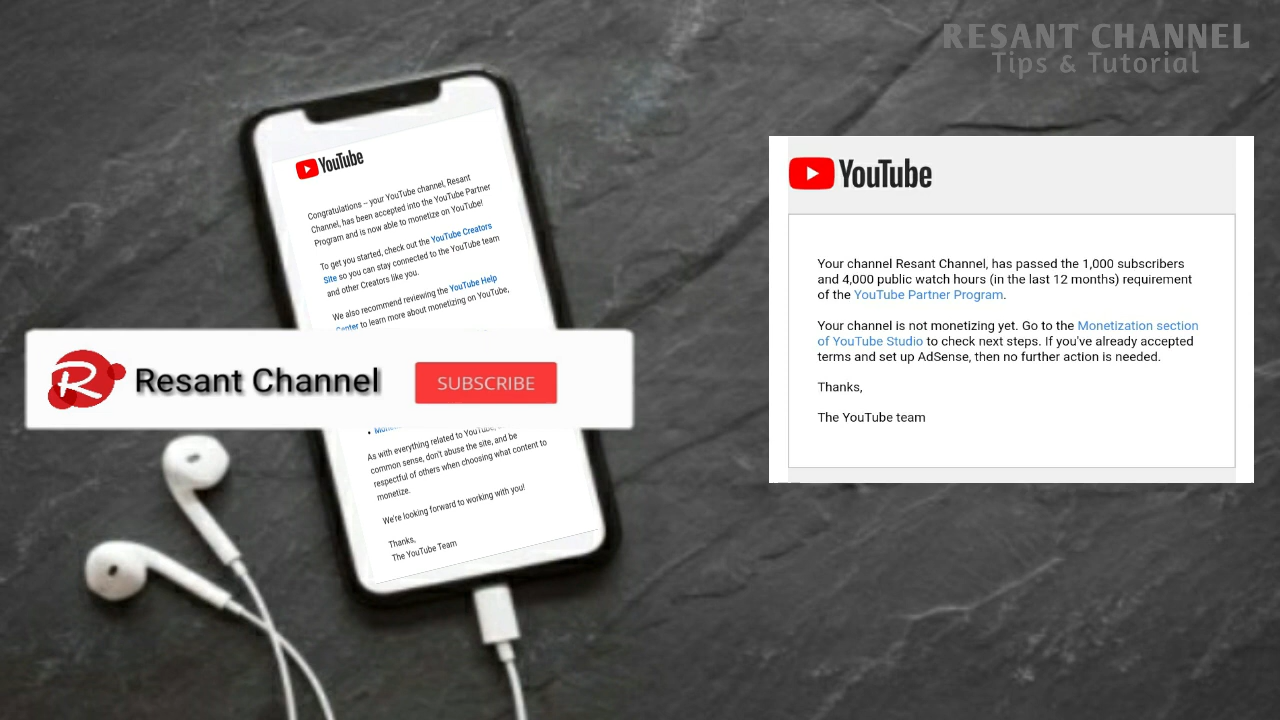 RESANT CHANNEL
Tips & Tutorial
YouTube
Congratulations – your YouTube channel, Resant
Channel, has been accepted into the YouTube Partner
Program and is now able to monetize on YouTube!
To get you started, check out the YouTube Creators
Site so you can stay connected to the YouTube team
and other Creators like you.
We also recommend reviewing the YouTube Help
Center to learn more about monetizing on YouTube,
R Resant Channel SUBSCRIBE
As with everything related to YouTube,
common sense, don't abuse the site, and be
respectful of others when choosing what content to
monetize.
We're looking forward to working with you!
Thanks,
The YouTube Team
YouTube
Your channel Resant Channel, has passed the 1,000 subscribers
and 4,000 public watch hours (in the last 12 months) requirement
of the YouTube Partner Program.
Your channel is not monetizing yet. Go to the Monetization section
of YouTube Studio to check next steps. If you've already accepted
terms and set up AdSense, then no further action is needed.
Thanks,
The YouTube team